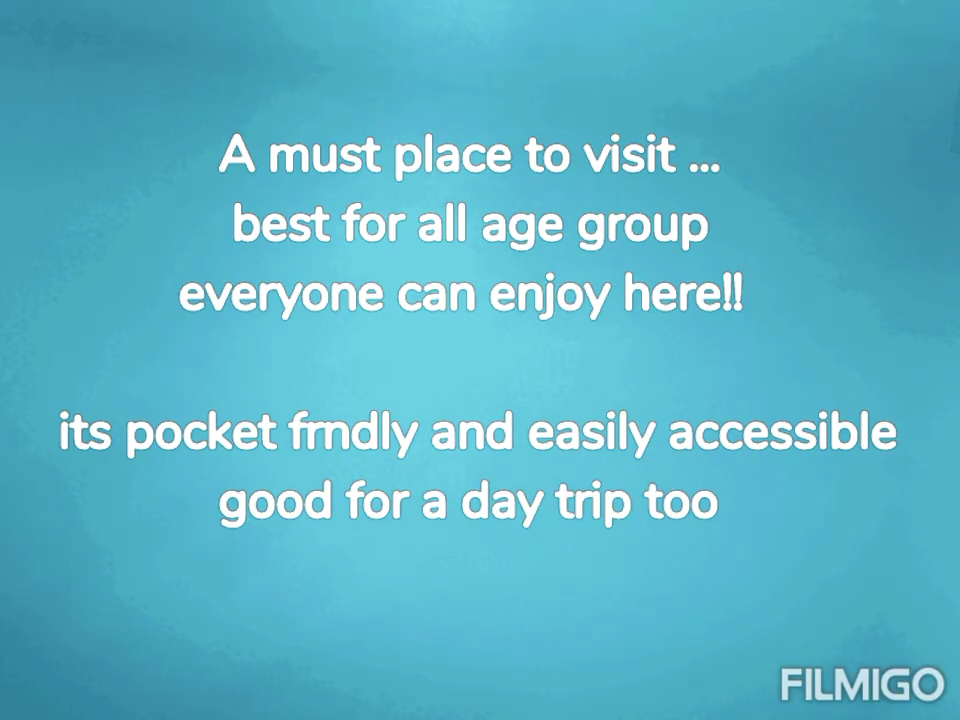 A must place to visit ...
best for all age group
everyone can enjoy here!!
its pocket frndly and easily accessible
good for a day trip too
FILMIGO